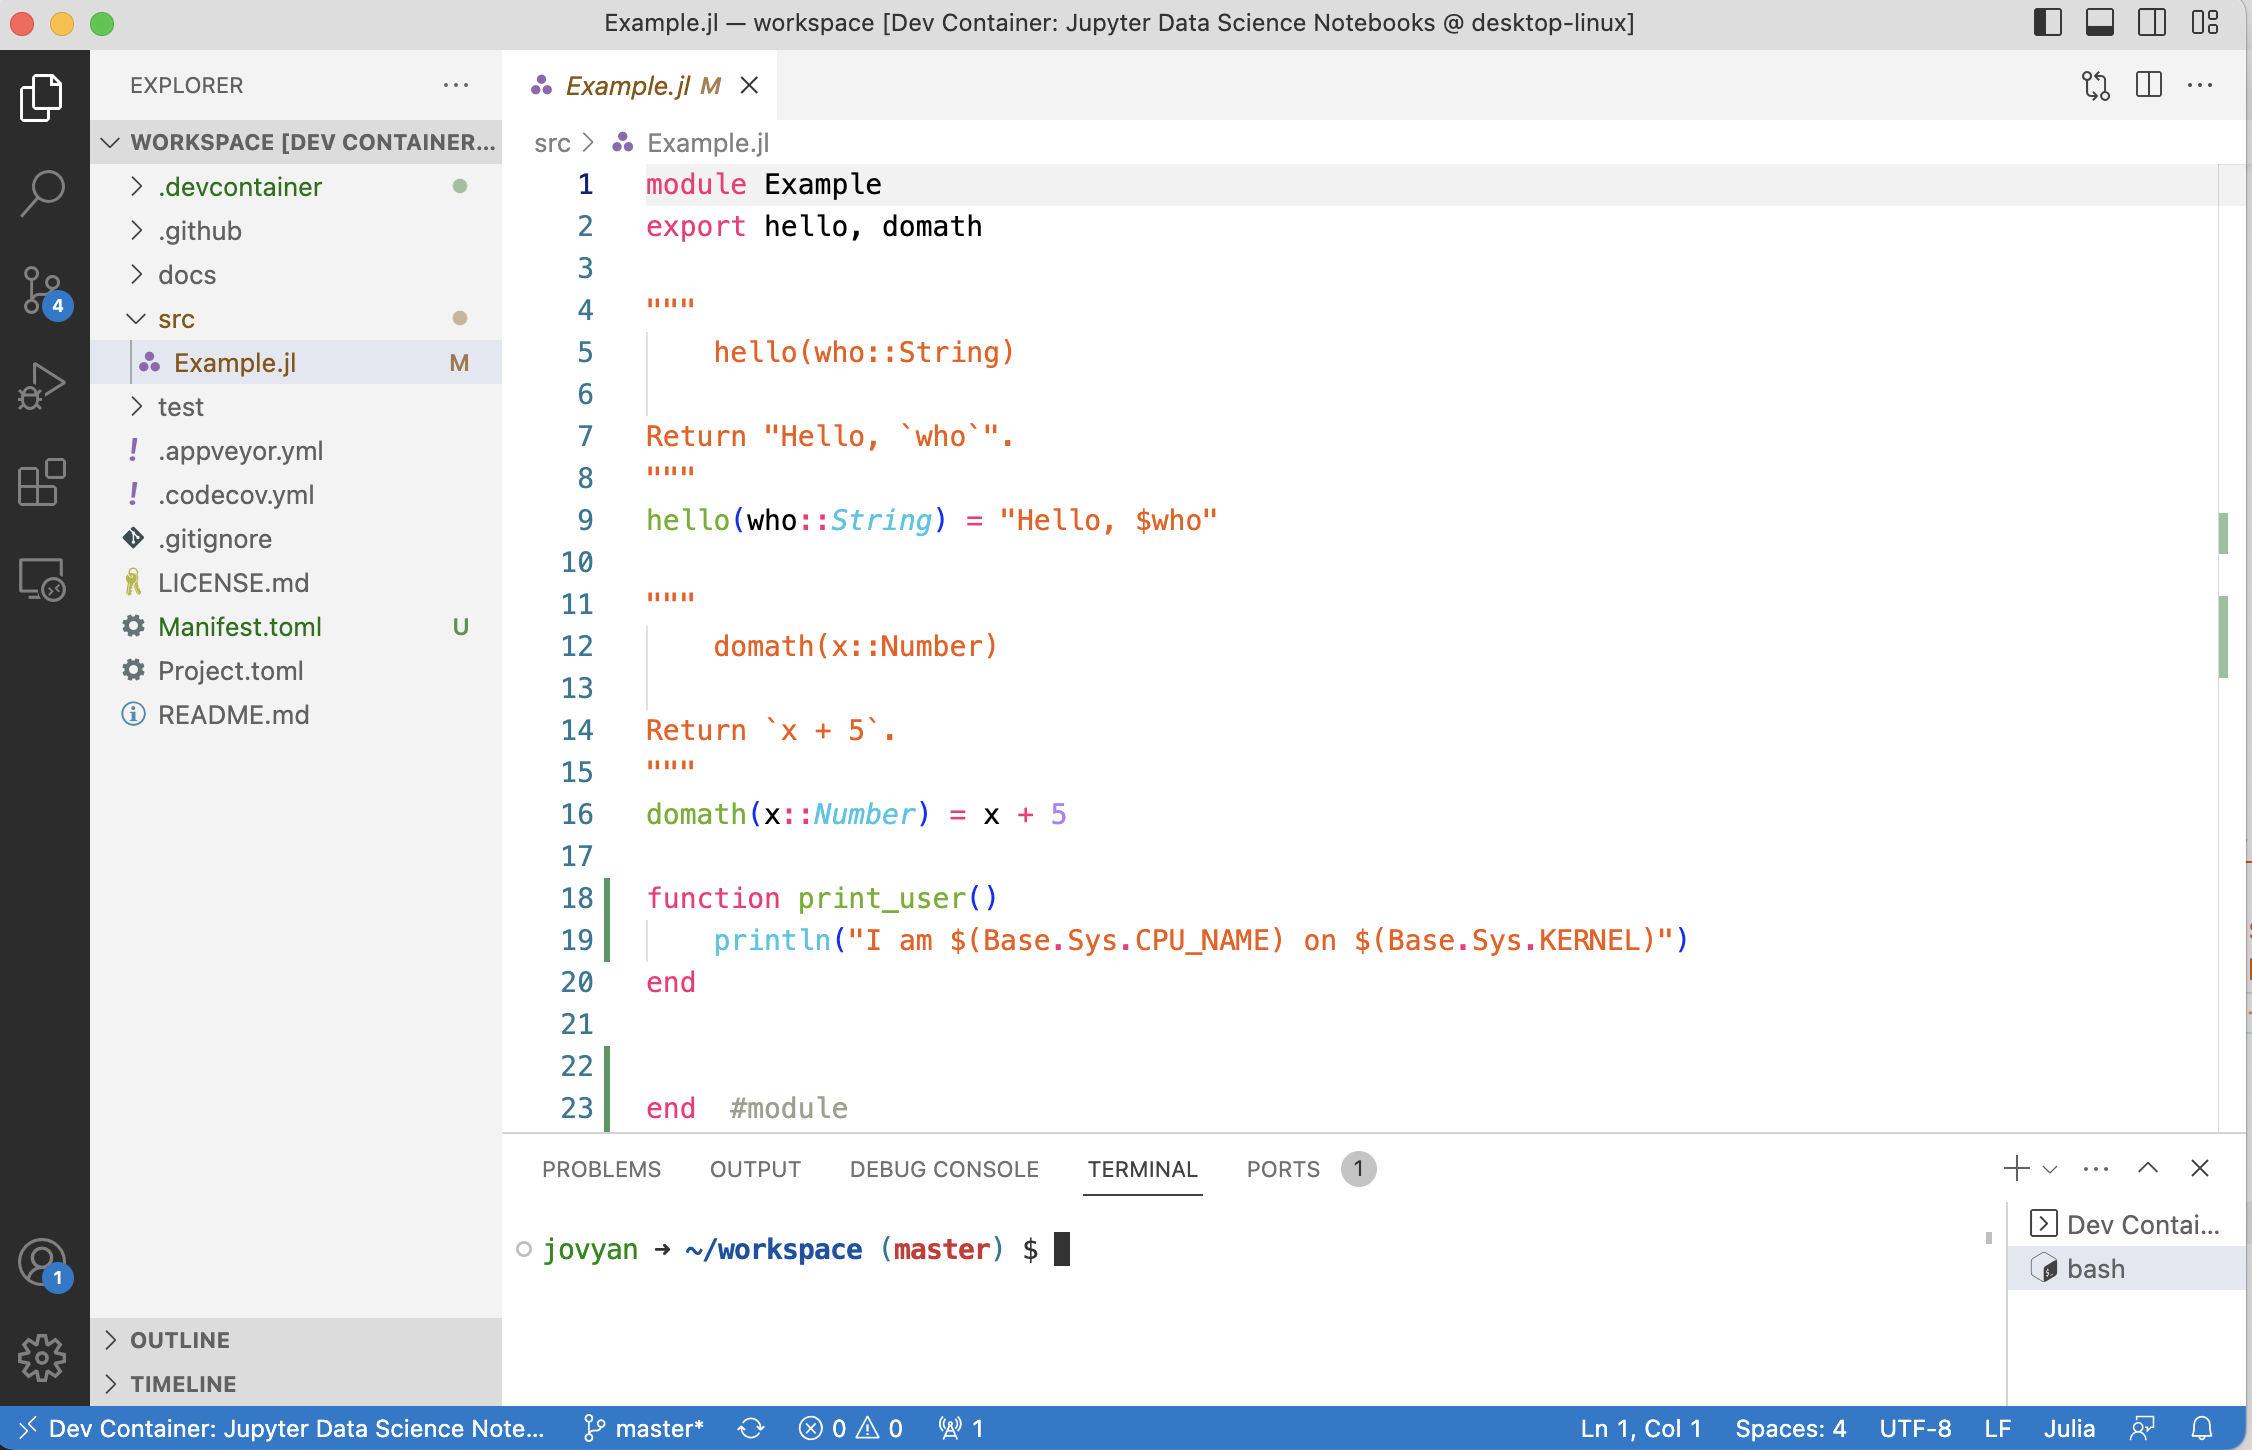 Example.jl — workspace [Dev Container: Jupyter Data Science Notebooks @ desktop-linux]
EXPLORER
WORKSPACE [DEV CONTAINER...
.devcontainer
.github
docs
src
Example.jl M
test
! .appveyor.yml
! .codecov.yml
.gitignore
LICENSE.md
Manifest.toml U
Project.toml
README.md
OUTLINE
TIMELINE
4
1
Example.jl M
src > Example.jl
1 module Example
2 export hello, domath
3
4 """
5     hello(who::String)
6
7 Return "Hello, `who`".
8 """
9 hello(who::String) = "Hello, $who"
10
11 """
12     domath(x::Number)
13
14 Return `x + 5`.
15 """
16 domath(x::Number) = x + 5
17
18 function print_user()
19     println("I am $(Base.Sys.CPU_NAME) on $(Base.Sys.KERNEL)")
20 end
21
22
23 end  #module
PROBLEMS OUTPUT DEBUG CONSOLE TERMINAL PORTS 1
jovyan → ~/workspace (master) $
Dev Contai...
bash
Dev Container: Jupyter Data Science Note... master* 0 0 1 Ln 1, Col 1 Spaces: 4 UTF-8 LF Julia